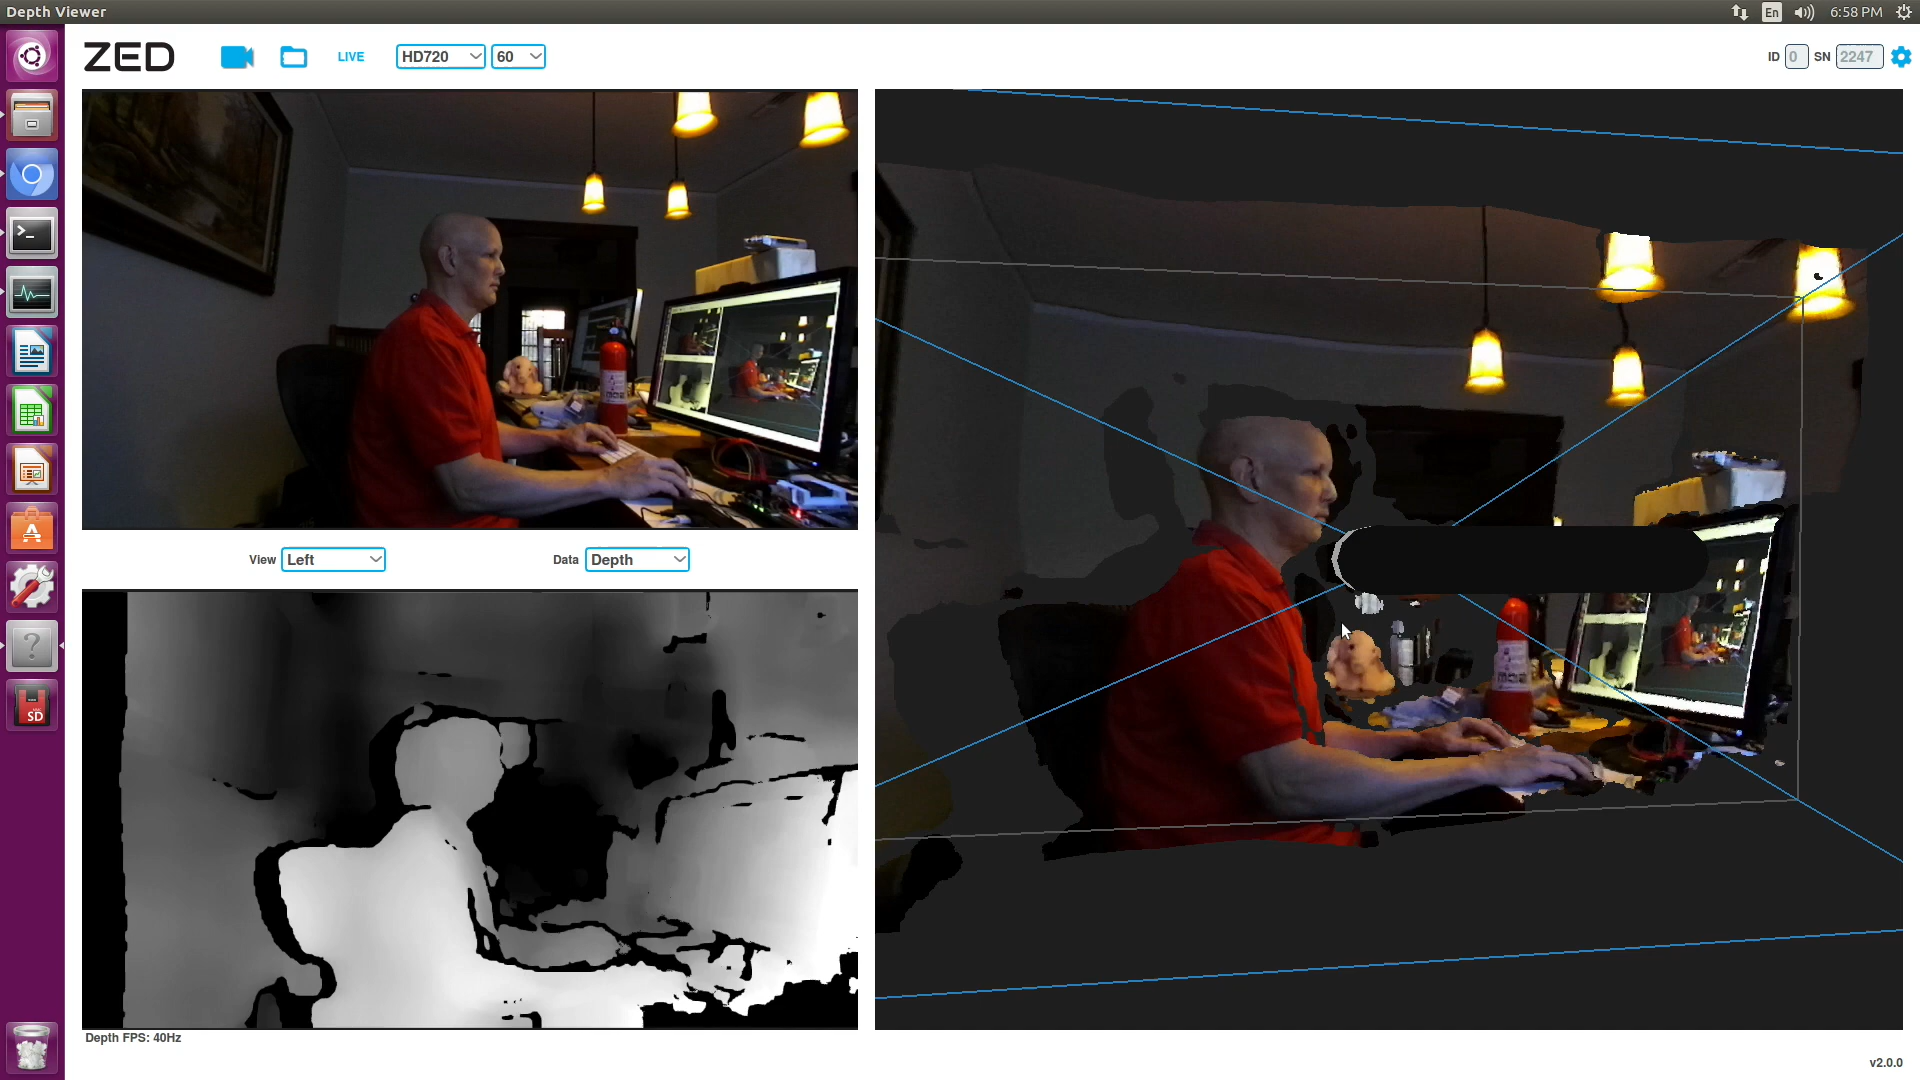 Depth Viewer
En
6:58 PM
ZED
LIVE
HD720
60
ID 0 SN 2247
View Left
Data Depth
Depth FPS: 40Hz
v2.0.0
SD